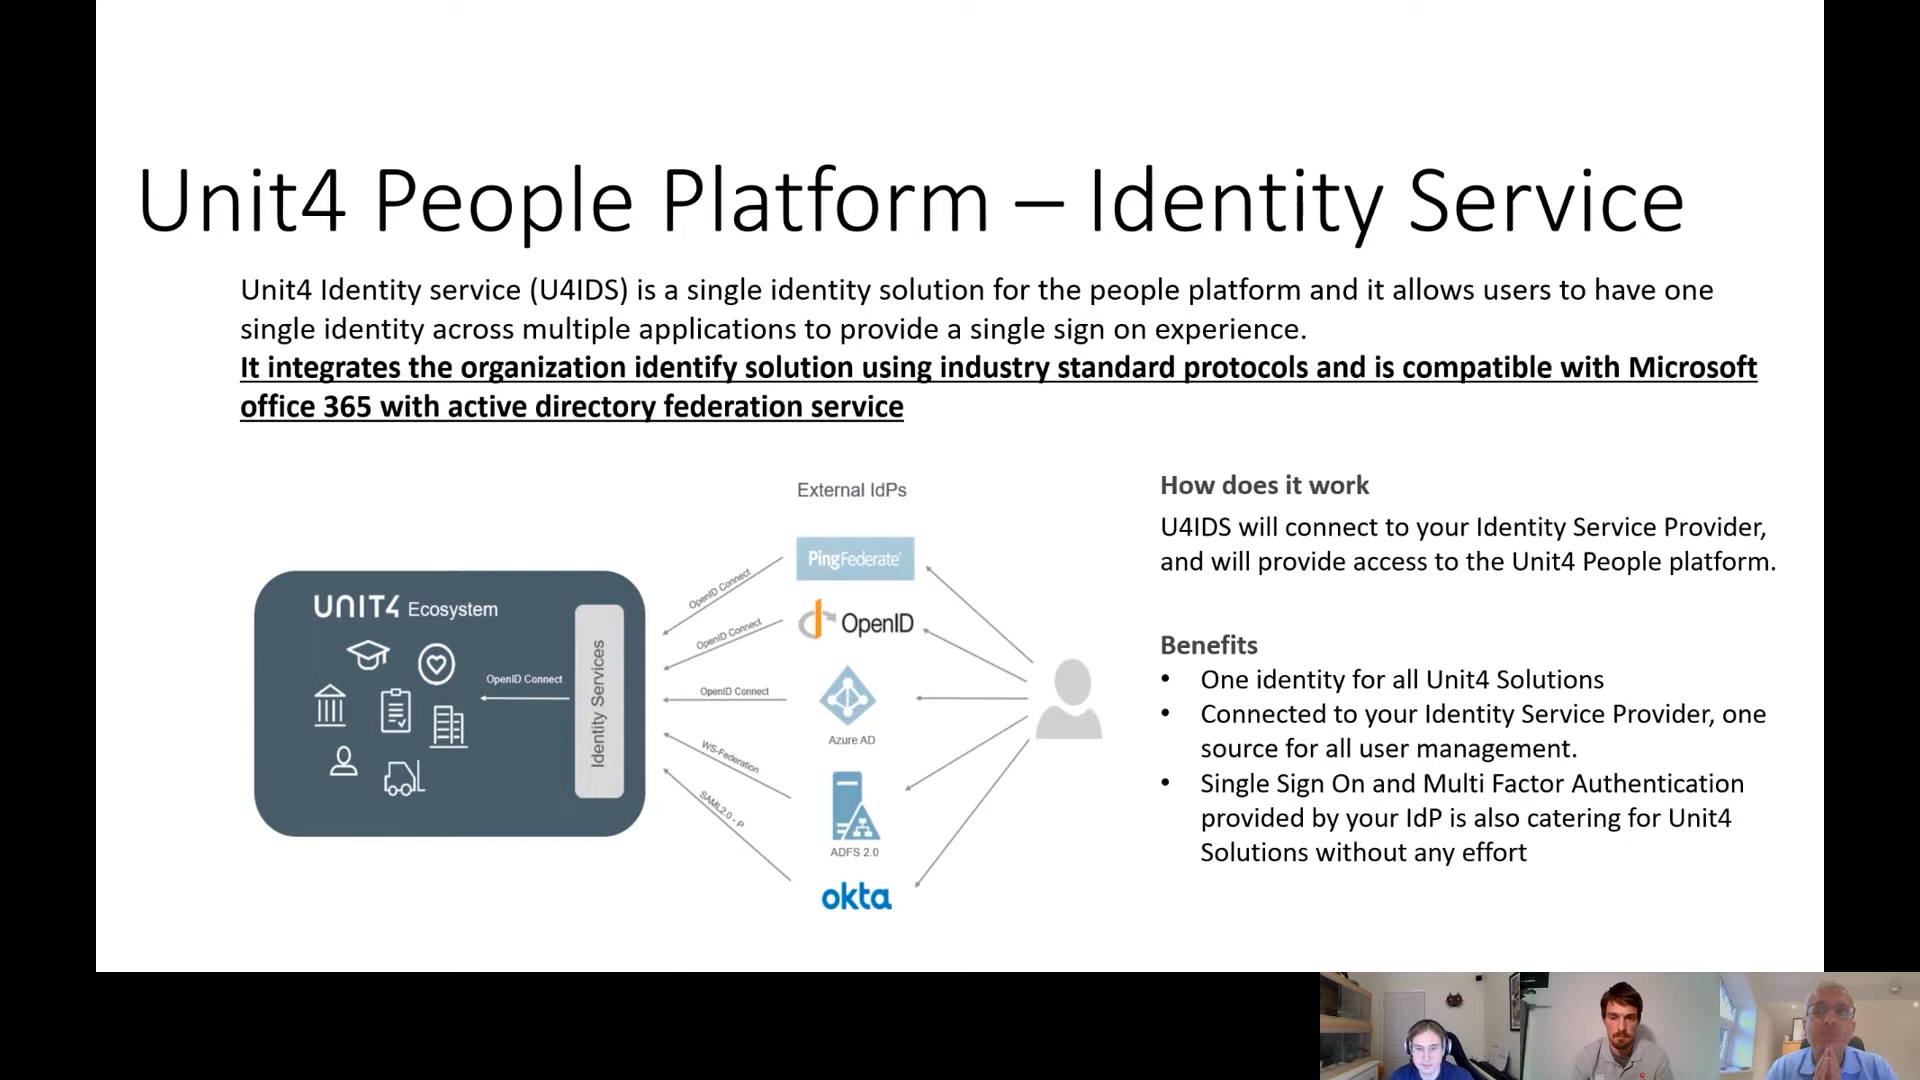 Unit4 People Platform – Identity Service
Unit4 Identity service (U4IDS) is a single identity solution for the people platform and it allows users to have one
single identity across multiple applications to provide a single sign on experience.
It integrates the organization identify solution using industry standard protocols and is compatible with Microsoft
office 365 with active directory federation service
External IdPs
PingFederate
OpenID
Azure AD
ADFS 2.0
okta
OpenID Connect
OpenID Connect
OpenID Connect
WS-Federation
SAML2.0 - P
UNIT4 Ecosystem
OpenID Connect
Identity Services
How does it work
U4IDS will connect to your Identity Service Provider,
and will provide access to the Unit4 People platform.
Benefits
• One identity for all Unit4 Solutions
• Connected to your Identity Service Provider, one
source for all user management.
• Single Sign On and Multi Factor Authentication
provided by your IdP is also catering for Unit4
Solutions without any effort